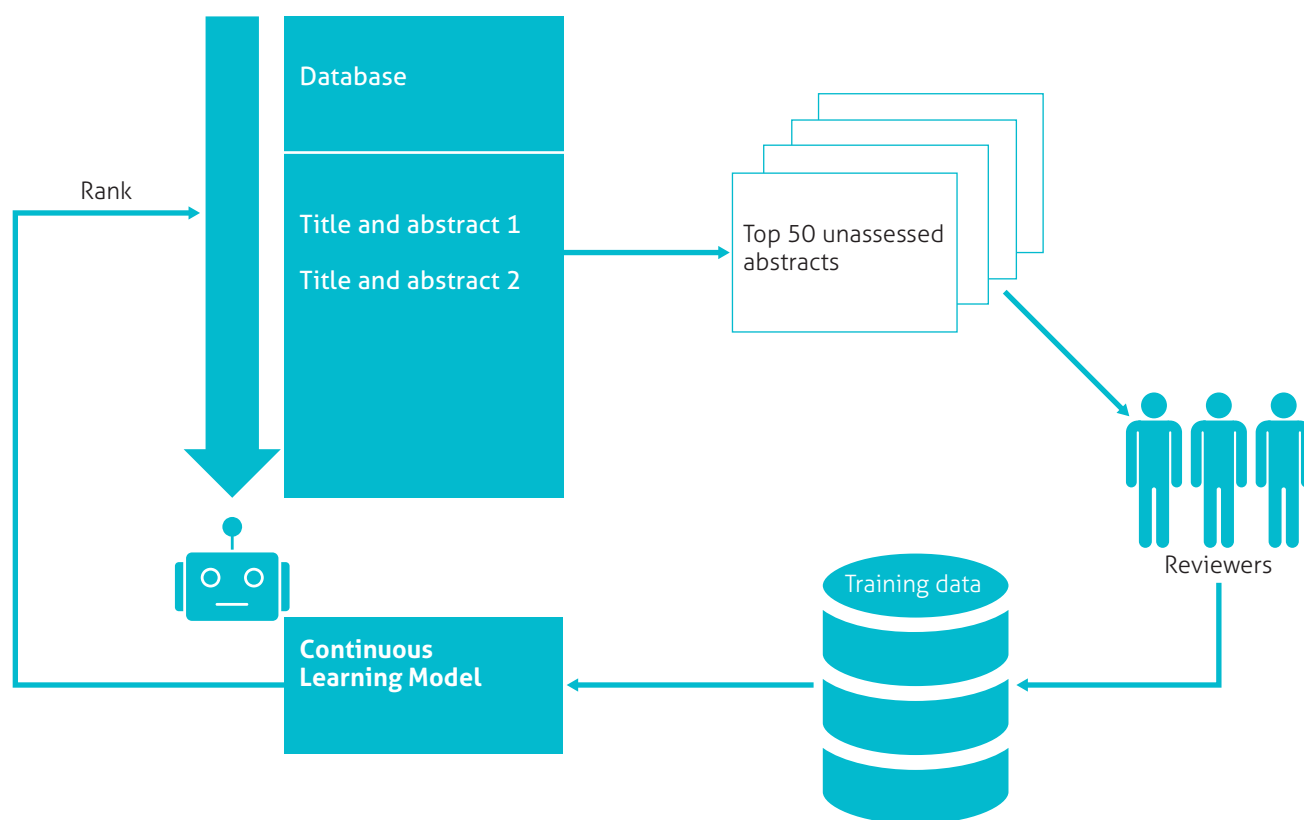 Database
Rank
Title and abstract 1
Title and abstract 2
Top 50 unassessed
abstracts
Reviewers
Training data
Continuous
Learning Model